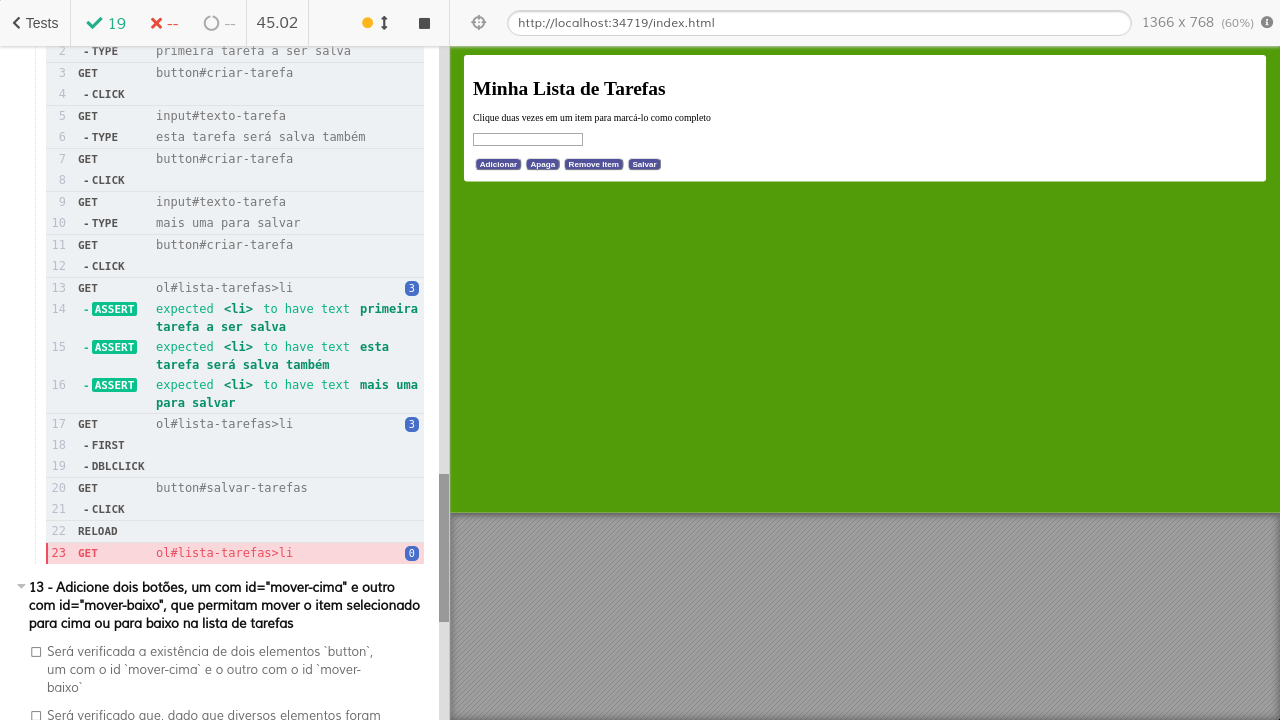 Tests 19 -- -- 45.02
http://localhost:34719/index.html 1366 x 768 (60%)
2 - TYPE primeira tarefa a ser salva
3 GET button#criar-tarefa
4 - CLICK
5 GET input#texto-tarefa
6 - TYPE esta tarefa será salva também
7 GET button#criar-tarefa
8 - CLICK
9 GET input#texto-tarefa
10 - TYPE mais uma para salvar
11 GET button#criar-tarefa
12 - CLICK
13 GET ol#lista-tarefas>li 3
14 - ASSERT expected <li> to have text primeira
tarefa a ser salva
15 - ASSERT expected <li> to have text esta
tarefa será salva também
16 - ASSERT expected <li> to have text mais uma
para salvar
17 GET ol#lista-tarefas>li 3
18 - FIRST
19 - DBLCLICK
20 GET button#salvar-tarefas
21 - CLICK
22 RELOAD
23 GET ol#lista-tarefas>li 0
13 - Adicione dois botões, um com id="mover-cima" e outro
com id="mover-baixo", que permitam mover o item selecionado
para cima ou para baixo na lista de tarefas
Será verificada a existência de dois elementos `button`,
um com o id `mover-cima` e o outro com o id `mover-
baixo`
Será verificado que, dado que diversos elementos foram
Minha Lista de Tarefas
Clique duas vezes em um item para marcá-lo como completo
Adicionar Apaga Remove Item Salvar